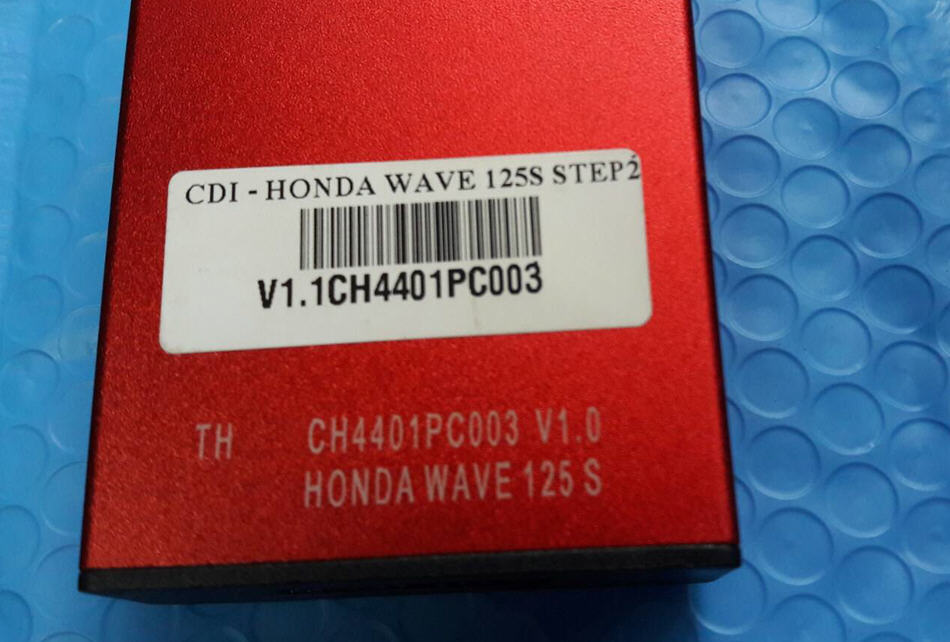 CDI - HONDA WAVE 125S STEP2
V1.1CH4401PC003
TH CH4401PC003 V1.0
HONDA WAVE 125 S